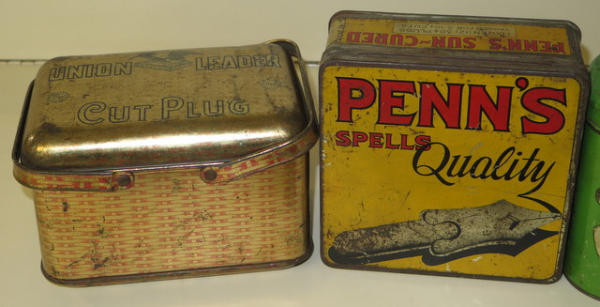 UNION LEADER
CUT PLUG
PENN'S SUN-CURED
PENN'S
SPELLS
Quality